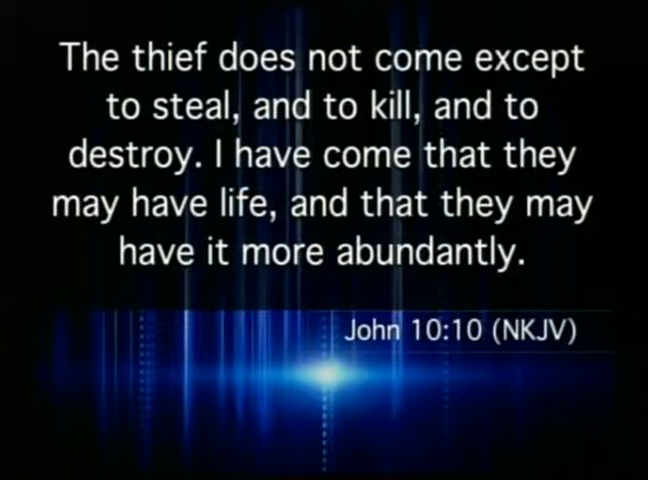 The thief does not come except
to steal, and to kill, and to
destroy. I have come that they
may have life, and that they may
have it more abundantly.
John 10:10 (NKJV)